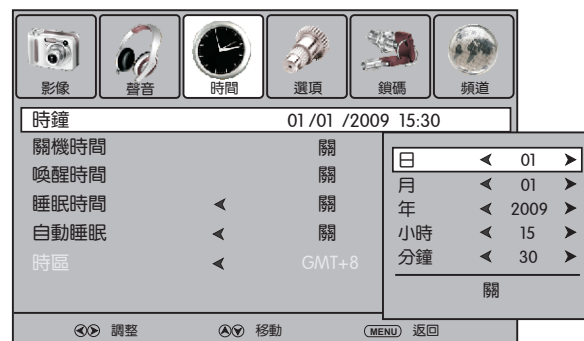 影像 聲音 時間 選項 鎖碼 頻道
時鐘 01 /01 /2009 15:30
關機時間 關
喚醒時間 關
睡眠時間 關
自動睡眠 關
時區 GMT+8
日 01
月 01
年 2009
小時 15
分鐘 30
關
調整 移動 MENU 返回